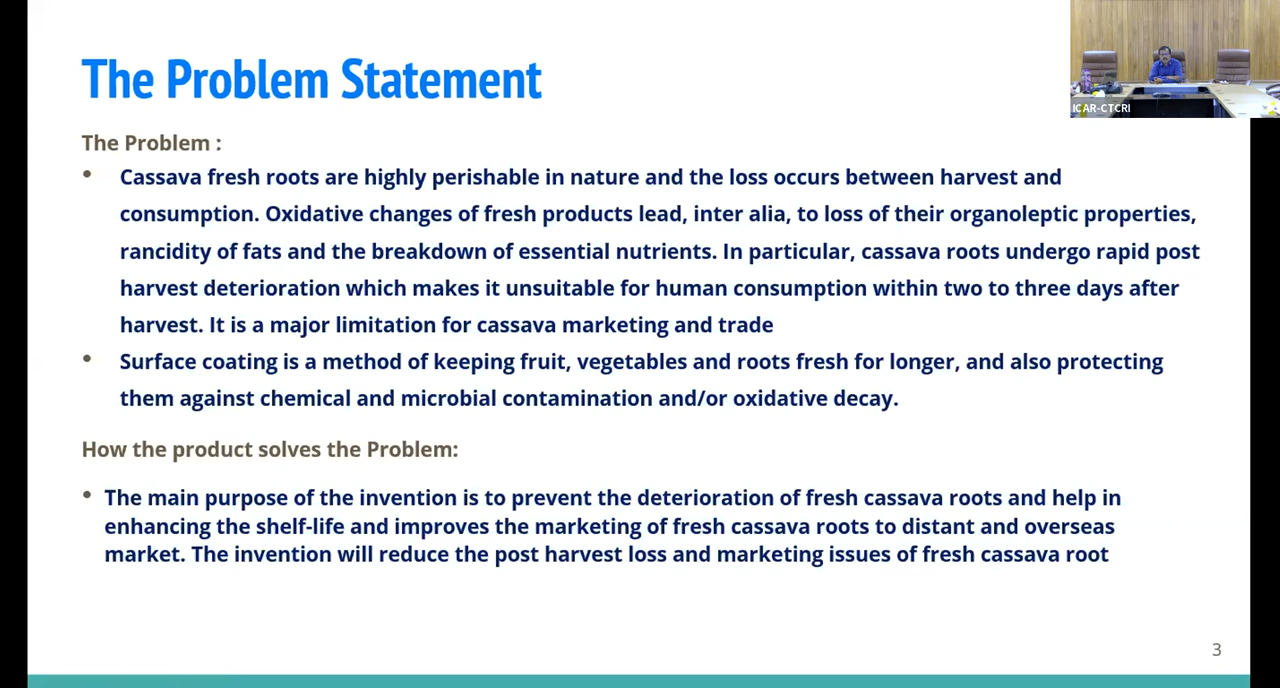 The Problem Statement
ICAR-CTCRI
The Problem :
• Cassava fresh roots are highly perishable in nature and the loss occurs between harvest and
consumption. Oxidative changes of fresh products lead, inter alia, to loss of their organoleptic properties,
rancidity of fats and the breakdown of essential nutrients. In particular, cassava roots undergo rapid post
harvest deterioration which makes it unsuitable for human consumption within two to three days after
harvest. It is a major limitation for cassava marketing and trade
• Surface coating is a method of keeping fruit, vegetables and roots fresh for longer, and also protecting
them against chemical and microbial contamination and/or oxidative decay.
How the product solves the Problem:
• The main purpose of the invention is to prevent the deterioration of fresh cassava roots and help in
enhancing the shelf-life and improves the marketing of fresh cassava roots to distant and overseas
market. The invention will reduce the post harvest loss and marketing issues of fresh cassava root
3